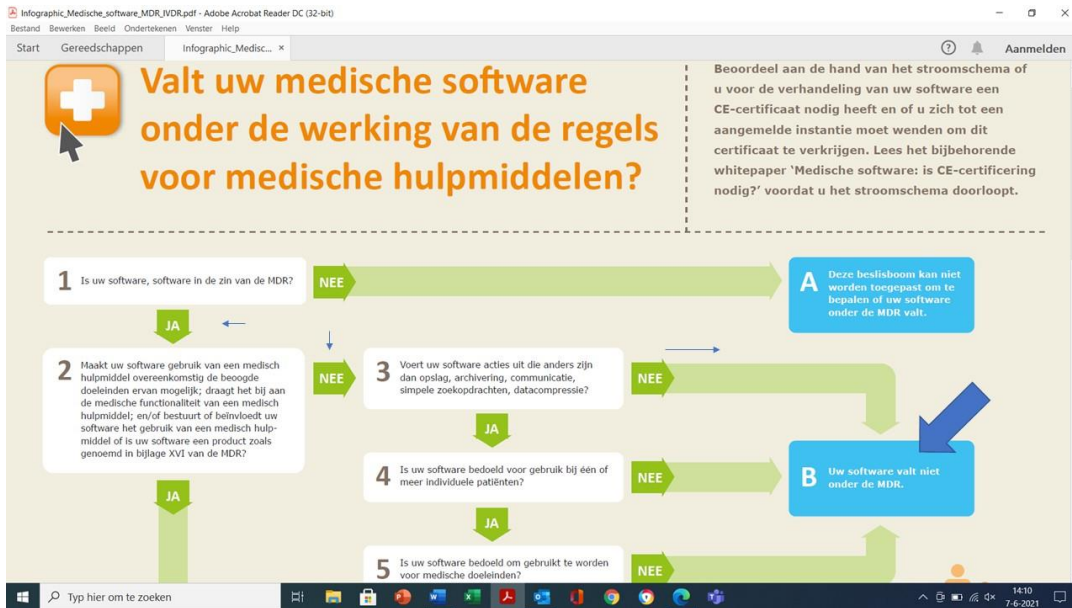 Infographic_Medische_software_MDR_IVDR.pdf - Adobe Acrobat Reader DC (32-bit)
Bestand Bewerken Beeld Ondertekenen Venster Help
Start Gereedschappen Infographic_Medisc... × Aanmelden
Valt uw medische software
onder de werking van de regels
voor medische hulpmiddelen?
Beoordeel aan de hand van het stroomschema of
u voor de verhandeling van uw software een
CE-certificaat nodig heeft en of u zich tot een
aangemelde instantie moet wenden om dit
certificaat te verkrijgen. Lees het bijbehorende
whitepaper ‘Medische software: is CE-certificering
nodig?’ voordat u het stroomschema doorloopt.
1 Is uw software, software in de zin van de MDR?
NEE
A Deze beslisboom kan niet
worden toegepast om te
bepalen of uw software
onder de MDR valt.
JA
2 Maakt uw software gebruik van een medisch
hulpmiddel overeenkomstig de beoogde
doeleinden ervan mogelijk; draagt het bij aan
de medische functionaliteit van een medisch
hulpmiddel; en/of bestuurt of beïnvloedt uw
software het gebruik van een medisch hulp-
middel of is uw software een product zoals
genoemd in bijlage XVI van de MDR?
NEE
3 Voert uw software acties uit die anders zijn
dan opslag, archivering, communicatie,
simpele zoekopdrachten, datacompressie?
NEE
JA
4 Is uw software bedoeld voor gebruik bij één of
meer individuele patiënten?
NEE
B Uw software valt niet
onder de MDR.
JA
JA
5 Is uw software bedoeld om gebruikt te worden
voor medische doeleinden?
NEE
Typ hier om te zoeken
14:10
7-6-2021